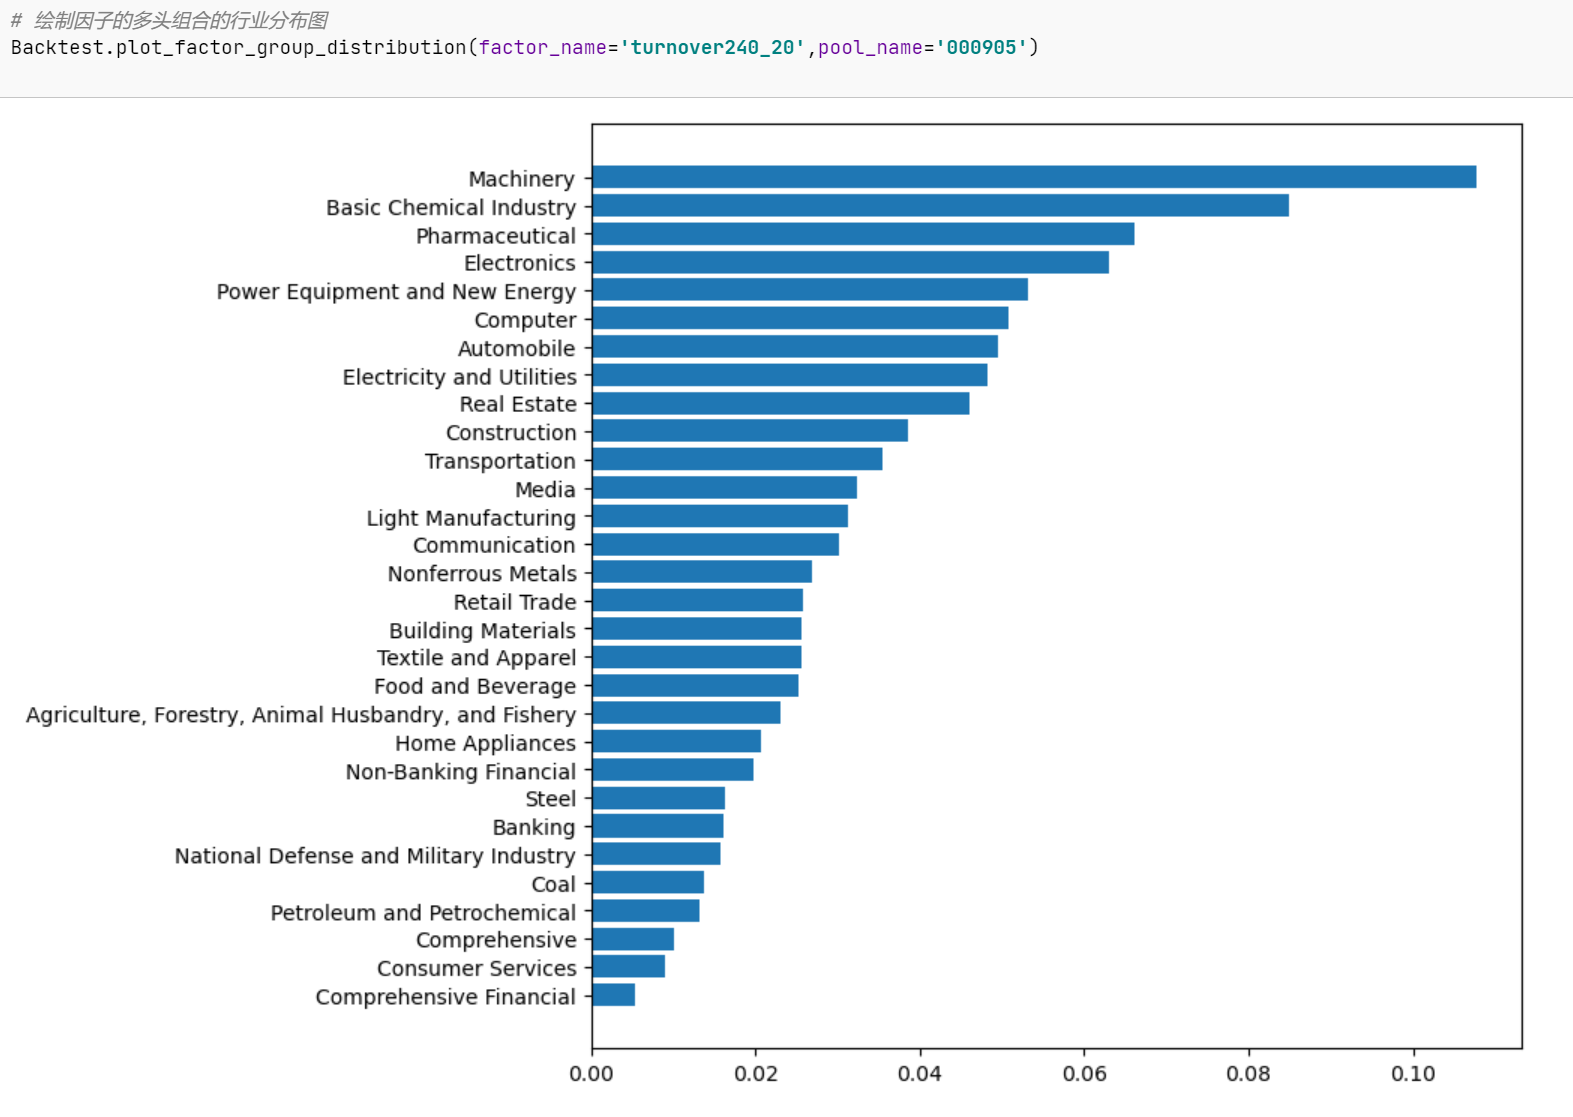 # 绘制因子的多头组合的行业分布图
Backtest.plot_factor_group_distribution(factor_name='turnover240_20',pool_name='000905')
Machinery
Basic Chemical Industry
Pharmaceutical
Electronics
Power Equipment and New Energy
Computer
Automobile
Electricity and Utilities
Real Estate
Construction
Transportation
Media
Light Manufacturing
Communication
Nonferrous Metals
Retail Trade
Building Materials
Textile and Apparel
Food and Beverage
Agriculture, Forestry, Animal Husbandry, and Fishery
Home Appliances
Non-Banking Financial
Steel
Banking
National Defense and Military Industry
Coal
Petroleum and Petrochemical
Comprehensive
Consumer Services
Comprehensive Financial
0.00 0.02 0.04 0.06 0.08 0.10